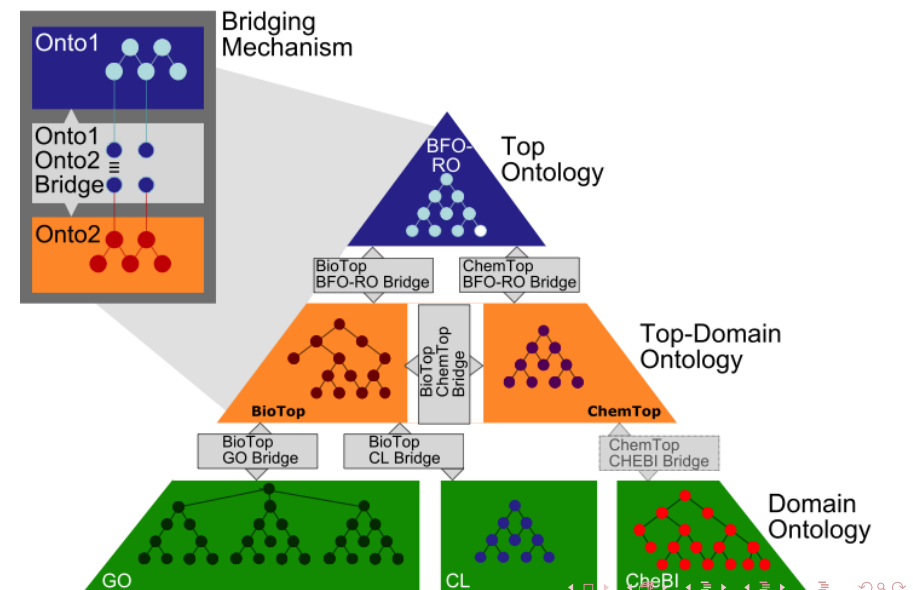 Bridging
Mechanism
Onto1
Onto1
Onto2 ≡
Bridge
Onto2
BFO-
RO
Top
Ontology
BioTop
BFO-RO Bridge
ChemTop
BFO-RO Bridge
BioTop
ChemTop
Bridge
Top-Domain
Ontology
BioTop
ChemTop
BioTop
GO Bridge
BioTop
CL Bridge
ChemTop
CHEBI Bridge
Domain
Ontology
GO
CL
CheBI